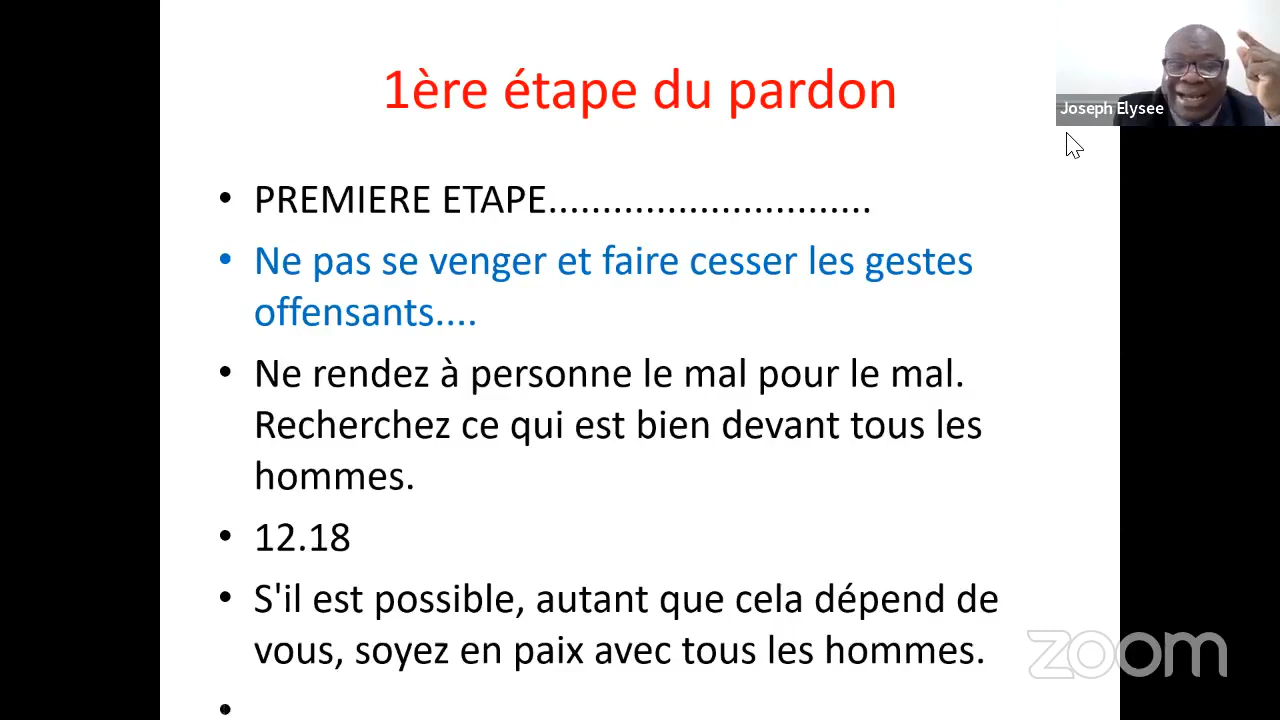 1ère étape du pardon
Joseph Elysee
• PREMIERE ETAPE..............................
• Ne pas se venger et faire cesser les gestes
offensants....
• Ne rendez à personne le mal pour le mal.
Recherchez ce qui est bien devant tous les
hommes.
• 12.18
• S'il est possible, autant que cela dépend de
vous, soyez en paix avec tous les hommes.
•
zoom